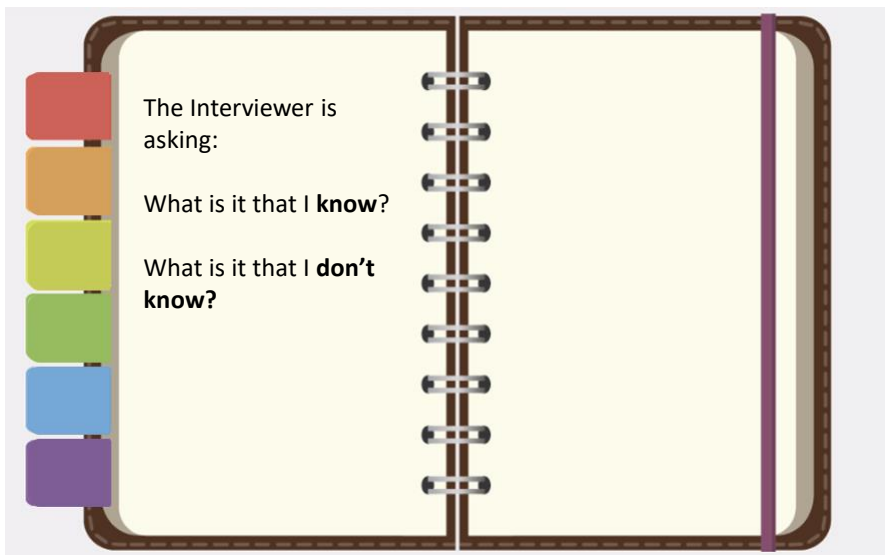 The Interviewer is
asking:
What is it that I know?
What is it that I don’t
know?